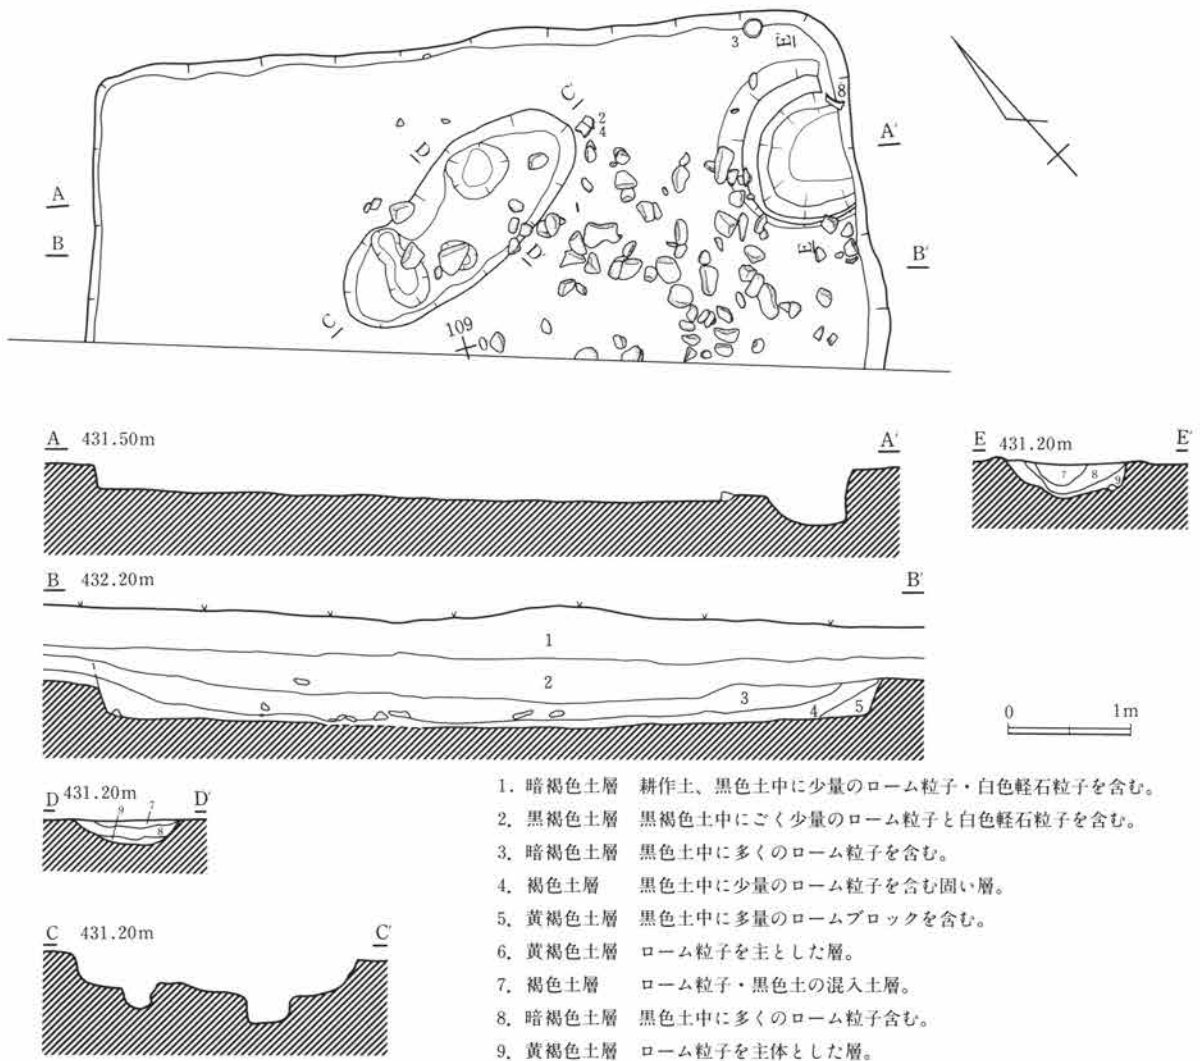 3
E
8
C'
2
4
D
A'
A
B
D'
E'
B'
C
109
0
A 431.50m A'
E 431.20m E'
7 8 9
B 432.20m B'
1
2
3
4 5
0 1m
D 431.20m D'
9 7
8
C 431.20m C'
1. 暗褐色土層 耕作土、黒色土中に少量のローム粒子・白色軽石粒子を含む。
2. 黒褐色土層 黒褐色土中にごく少量のローム粒子と白色軽石粒子を含む。
3. 暗褐色土層 黒色土中に多くのローム粒子を含む。
4. 褐色土層 黒色土中に少量のローム粒子を含む固い層。
5. 黄褐色土層 黒色土中に多量のロームブロックを含む。
6. 黄褐色土層 ローム粒子を主とした層。
7. 褐色土層 ローム粒子・黒色土の混入土層。
8. 暗褐色土層 黒色土中に多くのローム粒子含む。
9. 黄褐色土層 ローム粒子を主体とした層。